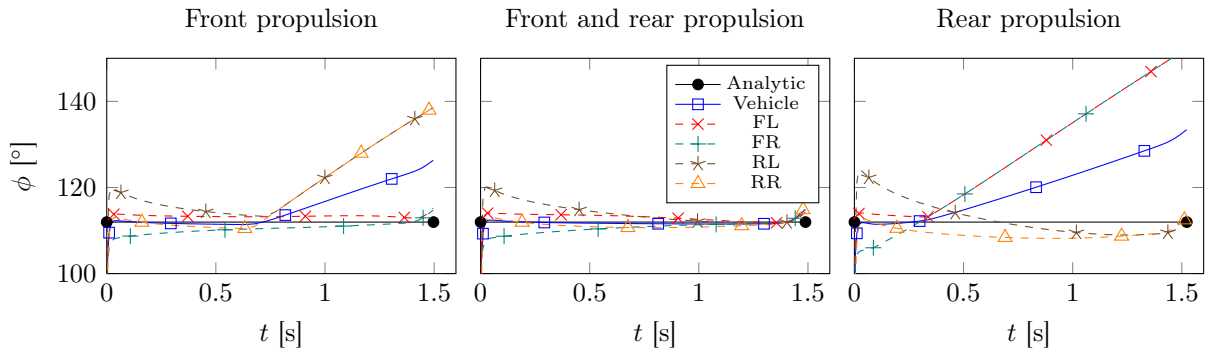 Front propulsion
Front and rear propulsion
Rear propulsion
ϕ [°]
140
120
100
0 0.5 1 1.5
t [s]
Analytic
Vehicle
FL
FR
RL
RR
0 0.5 1 1.5
t [s]
0 0.5 1 1.5
t [s]